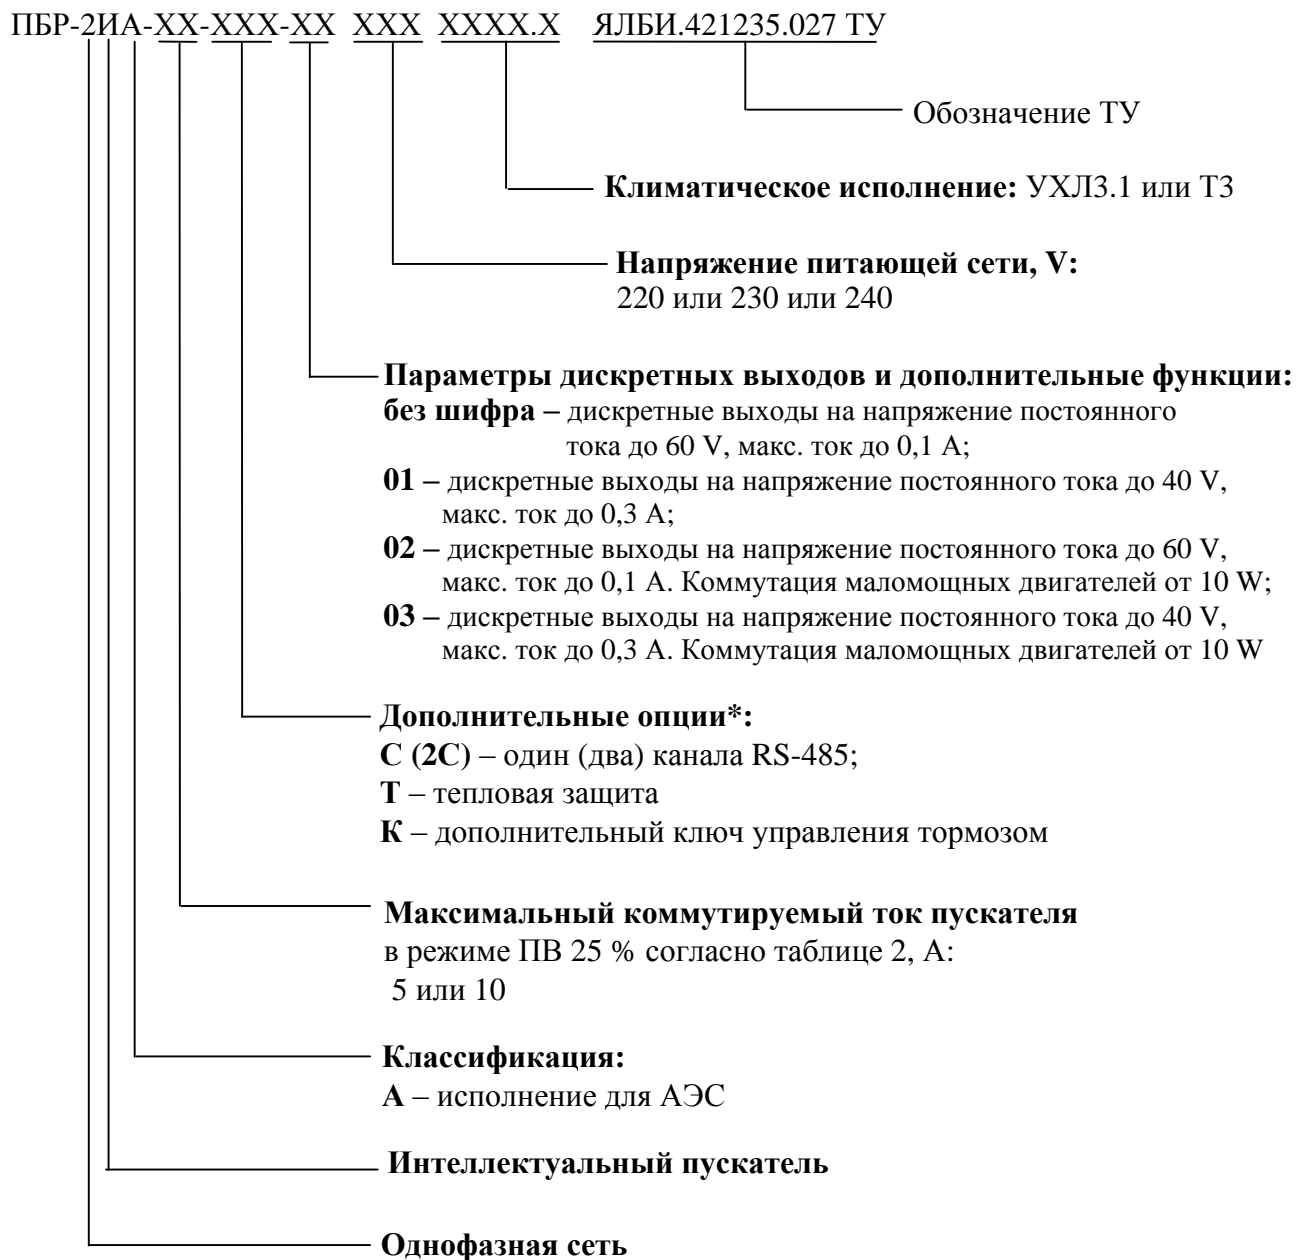 ПБР-2ИА-ХХ-ХХХ-ХХ ХХХ ХХХХ.Х ЯЛБИ.421235.027 ТУ
Обозначение ТУ
Климатическое исполнение: УХЛ3.1 или Т3
Напряжение питающей сети, V:
220 или 230 или 240
Параметры дискретных выходов и дополнительные функции:
без шифра – дискретные выходы на напряжение постоянного
тока до 60 V, макс. ток до 0,1 А;
01 – дискретные выходы на напряжение постоянного тока до 40 V,
макс. ток до 0,3 А;
02 – дискретные выходы на напряжение постоянного тока до 60 V,
макс. ток до 0,1 А. Коммутация маломощных двигателей от 10 W;
03 – дискретные выходы на напряжение постоянного тока до 40 V,
макс. ток до 0,3 А. Коммутация маломощных двигателей от 10 W
Дополнительные опции*:
С (2С) – один (два) канала RS-485;
Т – тепловая защита
К – дополнительный ключ управления тормозом
Максимальный коммутируемый ток пускателя
в режиме ПВ 25 % согласно таблице 2, А:
5 или 10
Классификация:
А – исполнение для АЭС
Интеллектуальный пускатель
Однофазная сеть